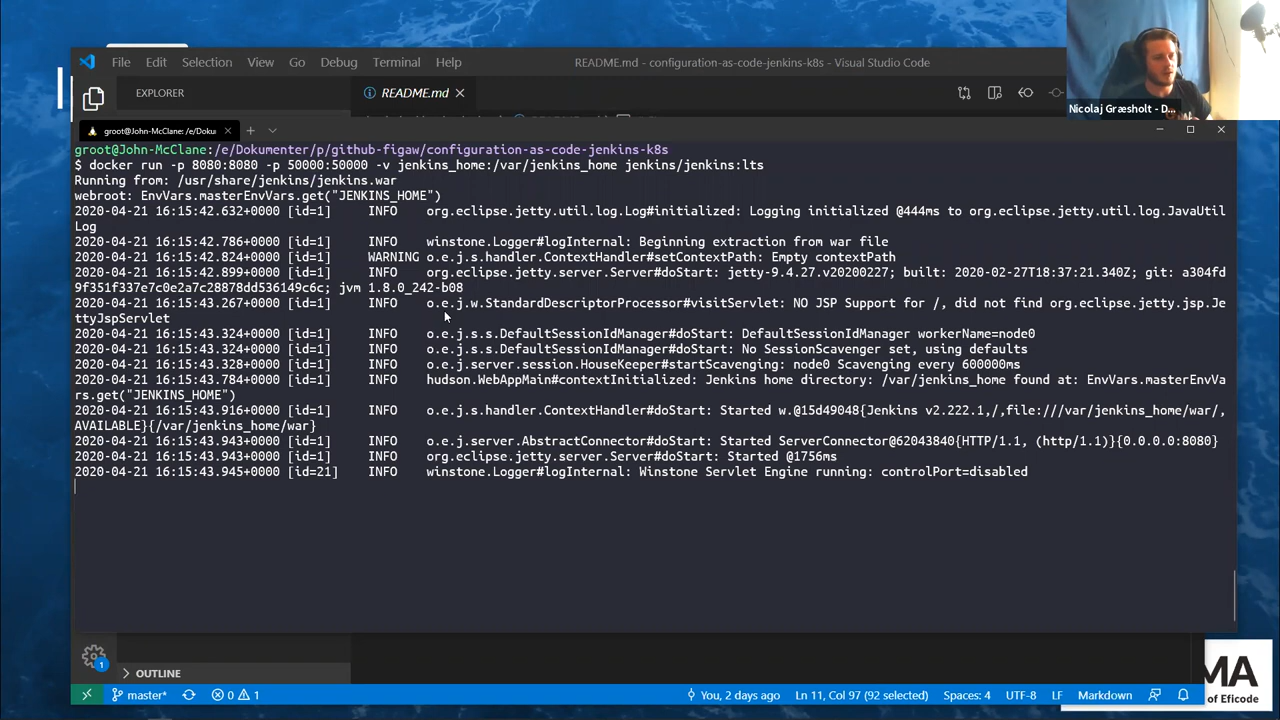 File Edit Selection View Go Debug Terminal Help README.md - configuration-as-code-jenkins-k8s - Visual Studio Code
EXPLORER README.md
Nicolaj Græsholt - D...
groot@John-McClane: /e/Doku
groot@John-McClane:/e/Dokumenter/p/github-figaw/configuration-as-code-jenkins-k8s
$ docker run -p 8080:8080 -p 50000:50000 -v jenkins_home:/var/jenkins_home jenkins/jenkins:lts
Running from: /usr/share/jenkins/jenkins.war
webroot: EnvVars.masterEnvVars.get("JENKINS_HOME")
2020-04-21 16:15:42.632+0000 [id=1] INFO org.eclipse.jetty.util.log.Log#initialized: Logging initialized @444ms to org.eclipse.jetty.util.log.JavaUtil
Log
2020-04-21 16:15:42.786+0000 [id=1] INFO winstone.Logger#logInternal: Beginning extraction from war file
2020-04-21 16:15:42.824+0000 [id=1] WARNING o.e.j.s.handler.ContextHandler#setContextPath: Empty contextPath
2020-04-21 16:15:42.899+0000 [id=1] INFO org.eclipse.jetty.server.Server#doStart: jetty-9.4.27.v20200227; built: 2020-02-27T18:37:21.340Z; git: a304fd
9f351f337e7c0e2a7c28878dd536149c6c; jvm 1.8.0_242-b08
2020-04-21 16:15:43.267+0000 [id=1] INFO o.e.j.w.StandardDescriptorProcessor#visitServlet: NO JSP Support for /, did not find org.eclipse.jetty.jsp.Je
ttyJspServlet
2020-04-21 16:15:43.324+0000 [id=1] INFO o.e.j.s.s.DefaultSessionIdManager#doStart: DefaultSessionIdManager workerName=node0
2020-04-21 16:15:43.324+0000 [id=1] INFO o.e.j.s.s.DefaultSessionIdManager#doStart: No SessionScavenger set, using defaults
2020-04-21 16:15:43.328+0000 [id=1] INFO o.e.j.server.session.HouseKeeper#startScavenging: node0 Scavenging every 600000ms
2020-04-21 16:15:43.784+0000 [id=1] INFO hudson.WebAppMain#contextInitialized: Jenkins home directory: /var/jenkins_home found at: EnvVars.masterEnvVa
rs.get("JENKINS_HOME")
2020-04-21 16:15:43.916+0000 [id=1] INFO o.e.j.s.handler.ContextHandler#doStart: Started w.@15d49048{Jenkins v2.222.1,/,file:///var/jenkins_home/war/,
AVAILABLE}{/var/jenkins_home/war}
2020-04-21 16:15:43.943+0000 [id=1] INFO o.e.j.server.AbstractConnector#doStart: Started ServerConnector@62043840{HTTP/1.1, (http/1.1)}{0.0.0.0:8080}
2020-04-21 16:15:43.943+0000 [id=1] INFO org.eclipse.jetty.server.Server#doStart: Started @1756ms
2020-04-21 16:15:43.945+0000 [id=21] INFO winstone.Logger#logInternal: Winstone Servlet Engine running: controlPort=disabled
1
OUTLINE
MA
of Eficode
master* 0 1 You, 2 days ago Ln 11, Col 97 (92 selected) Spaces: 4 UTF-8 LF Markdown